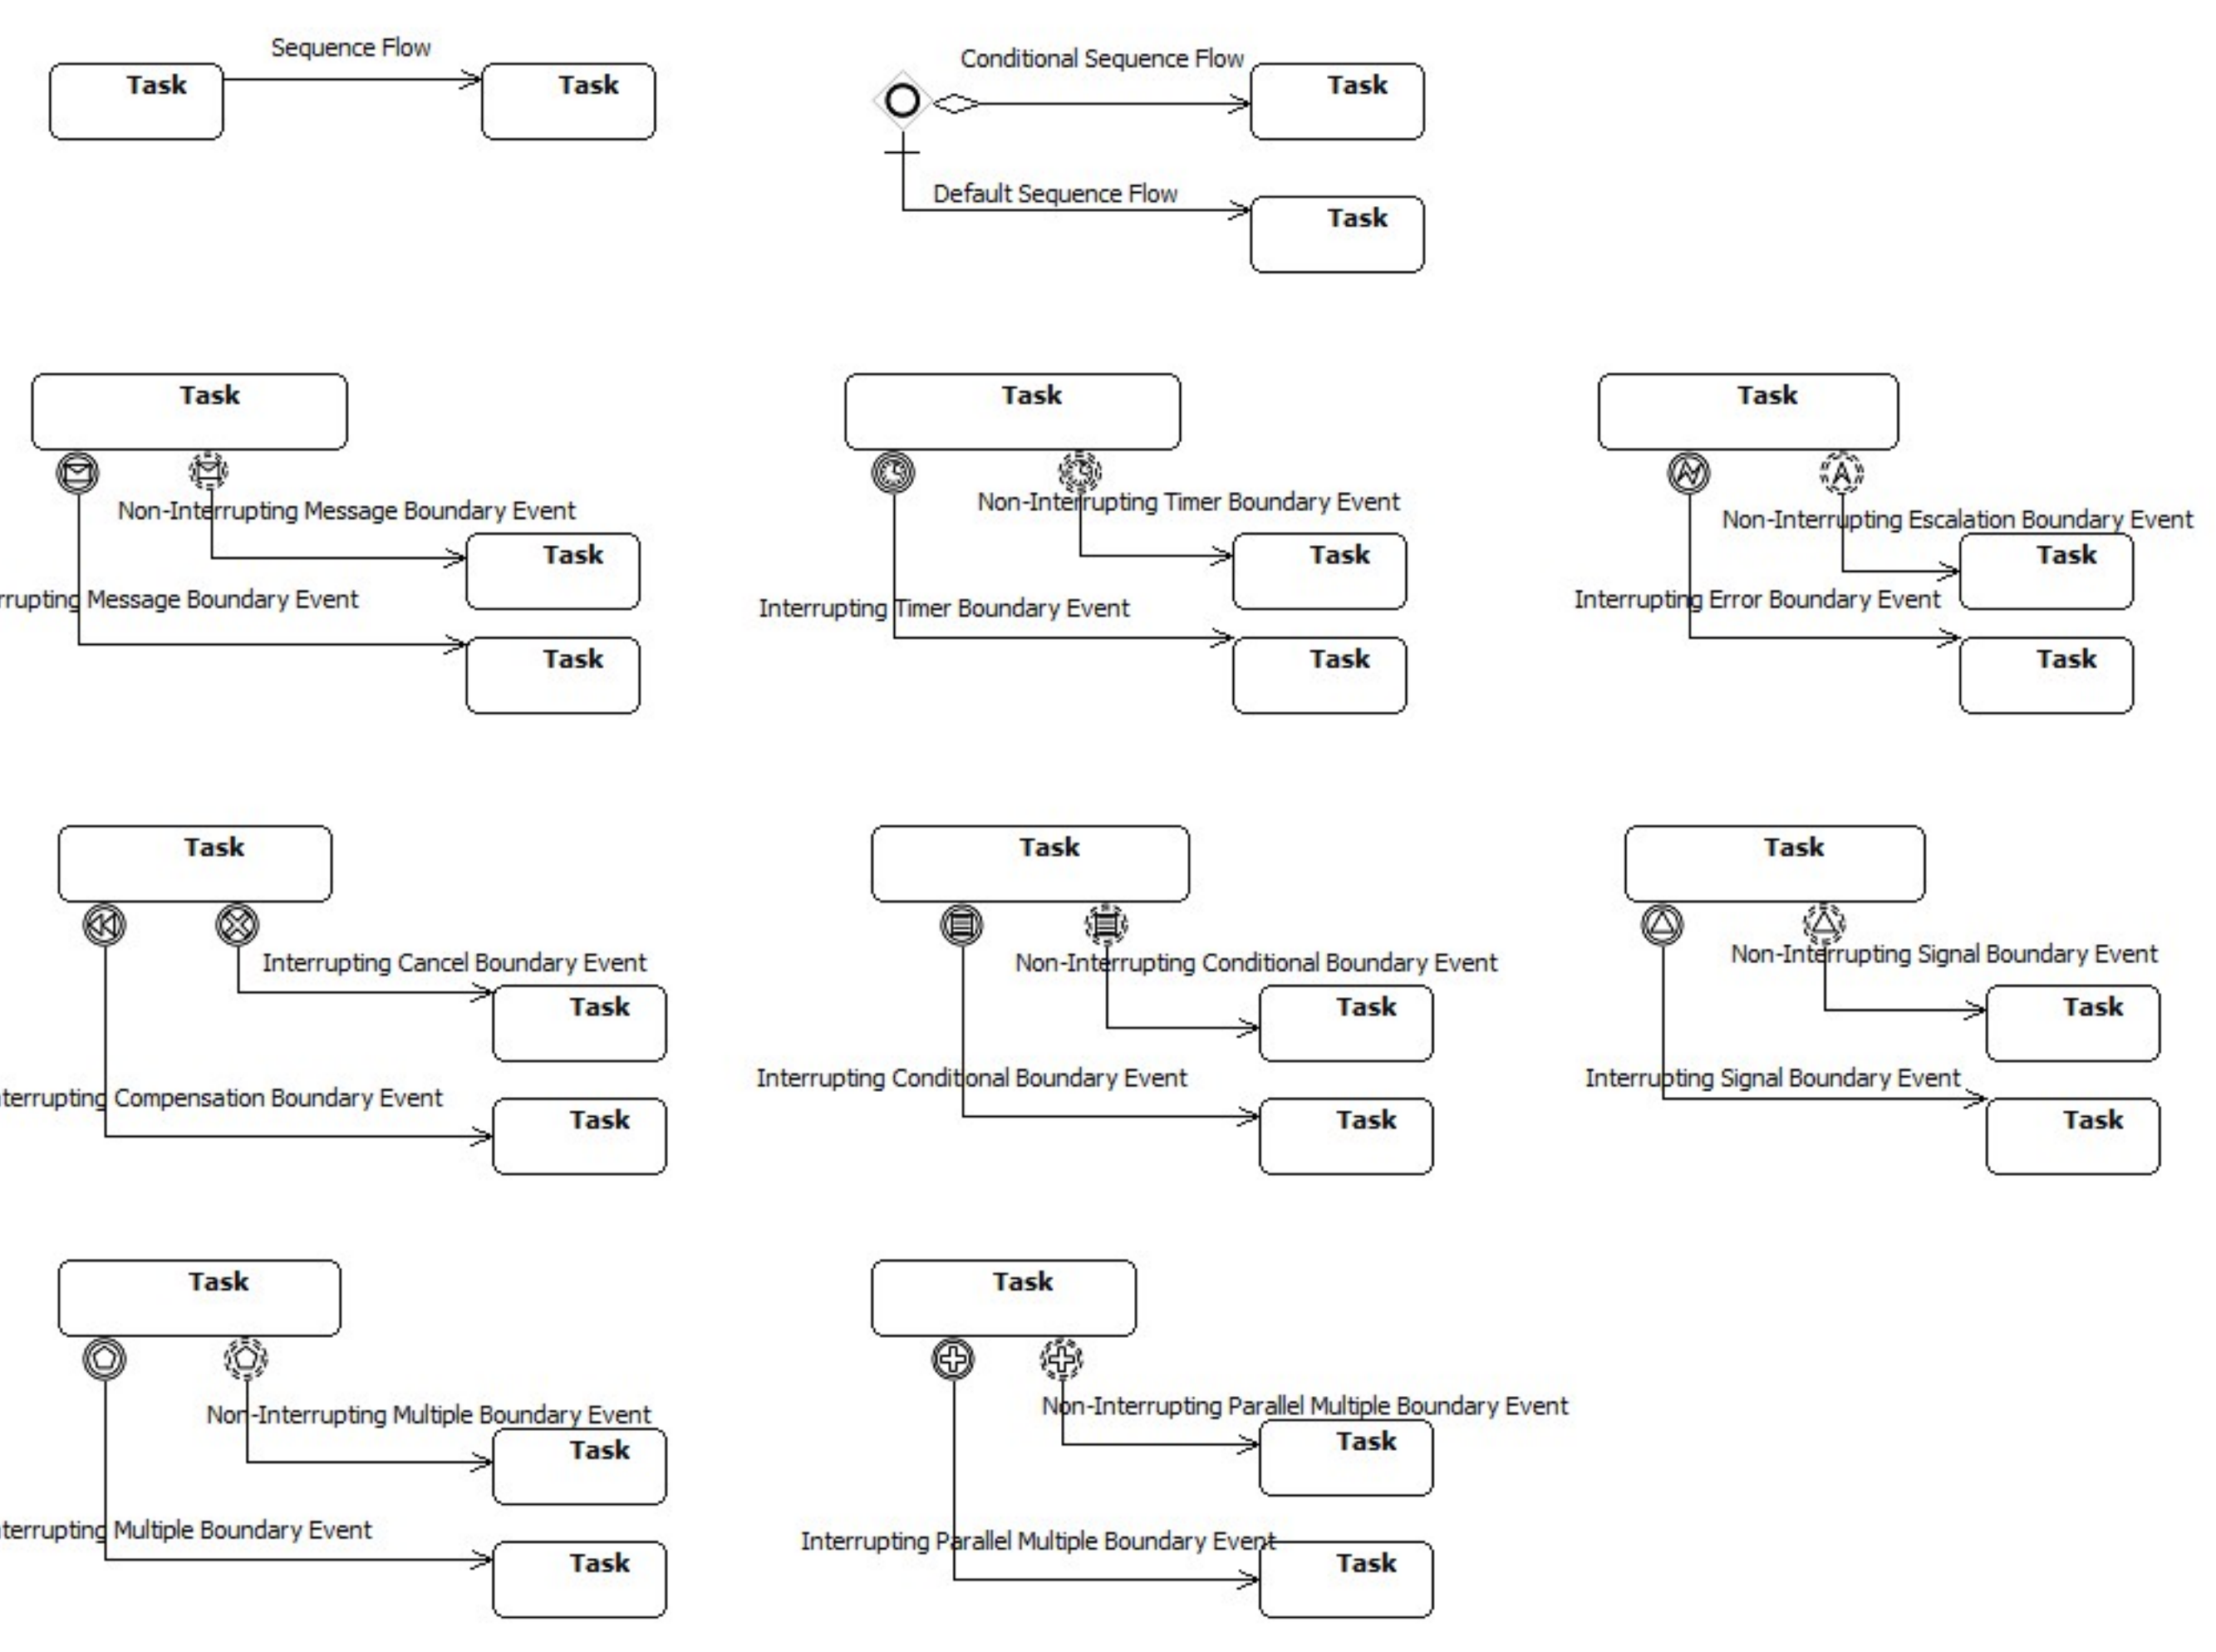 Sequence Flow
Task
Task
Conditional Sequence Flow
Task
Default Sequence Flow
Task
Task
Non-Interrupting Message Boundary Event
Task
rrupting Message Boundary Event
Task
Task
Non-Interrupting Timer Boundary Event
Task
Interrupting Timer Boundary Event
Task
Task
Non-Interrupting Escalation Boundary Event
Task
Interrupting Error Boundary Event
Task
Task
Interrupting Cancel Boundary Event
Task
terrupting Compensation Boundary Event
Task
Task
Non-Interrupting Conditional Boundary Event
Task
Interrupting Conditional Boundary Event
Task
Task
Non-Interrupting Signal Boundary Event
Task
Interrupting Signal Boundary Event
Task
Task
Non-Interrupting Multiple Boundary Event
Task
terrupting Multiple Boundary Event
Task
Task
Non-Interrupting Parallel Multiple Boundary Event
Task
Interrupting Parallel Multiple Boundary Event
Task